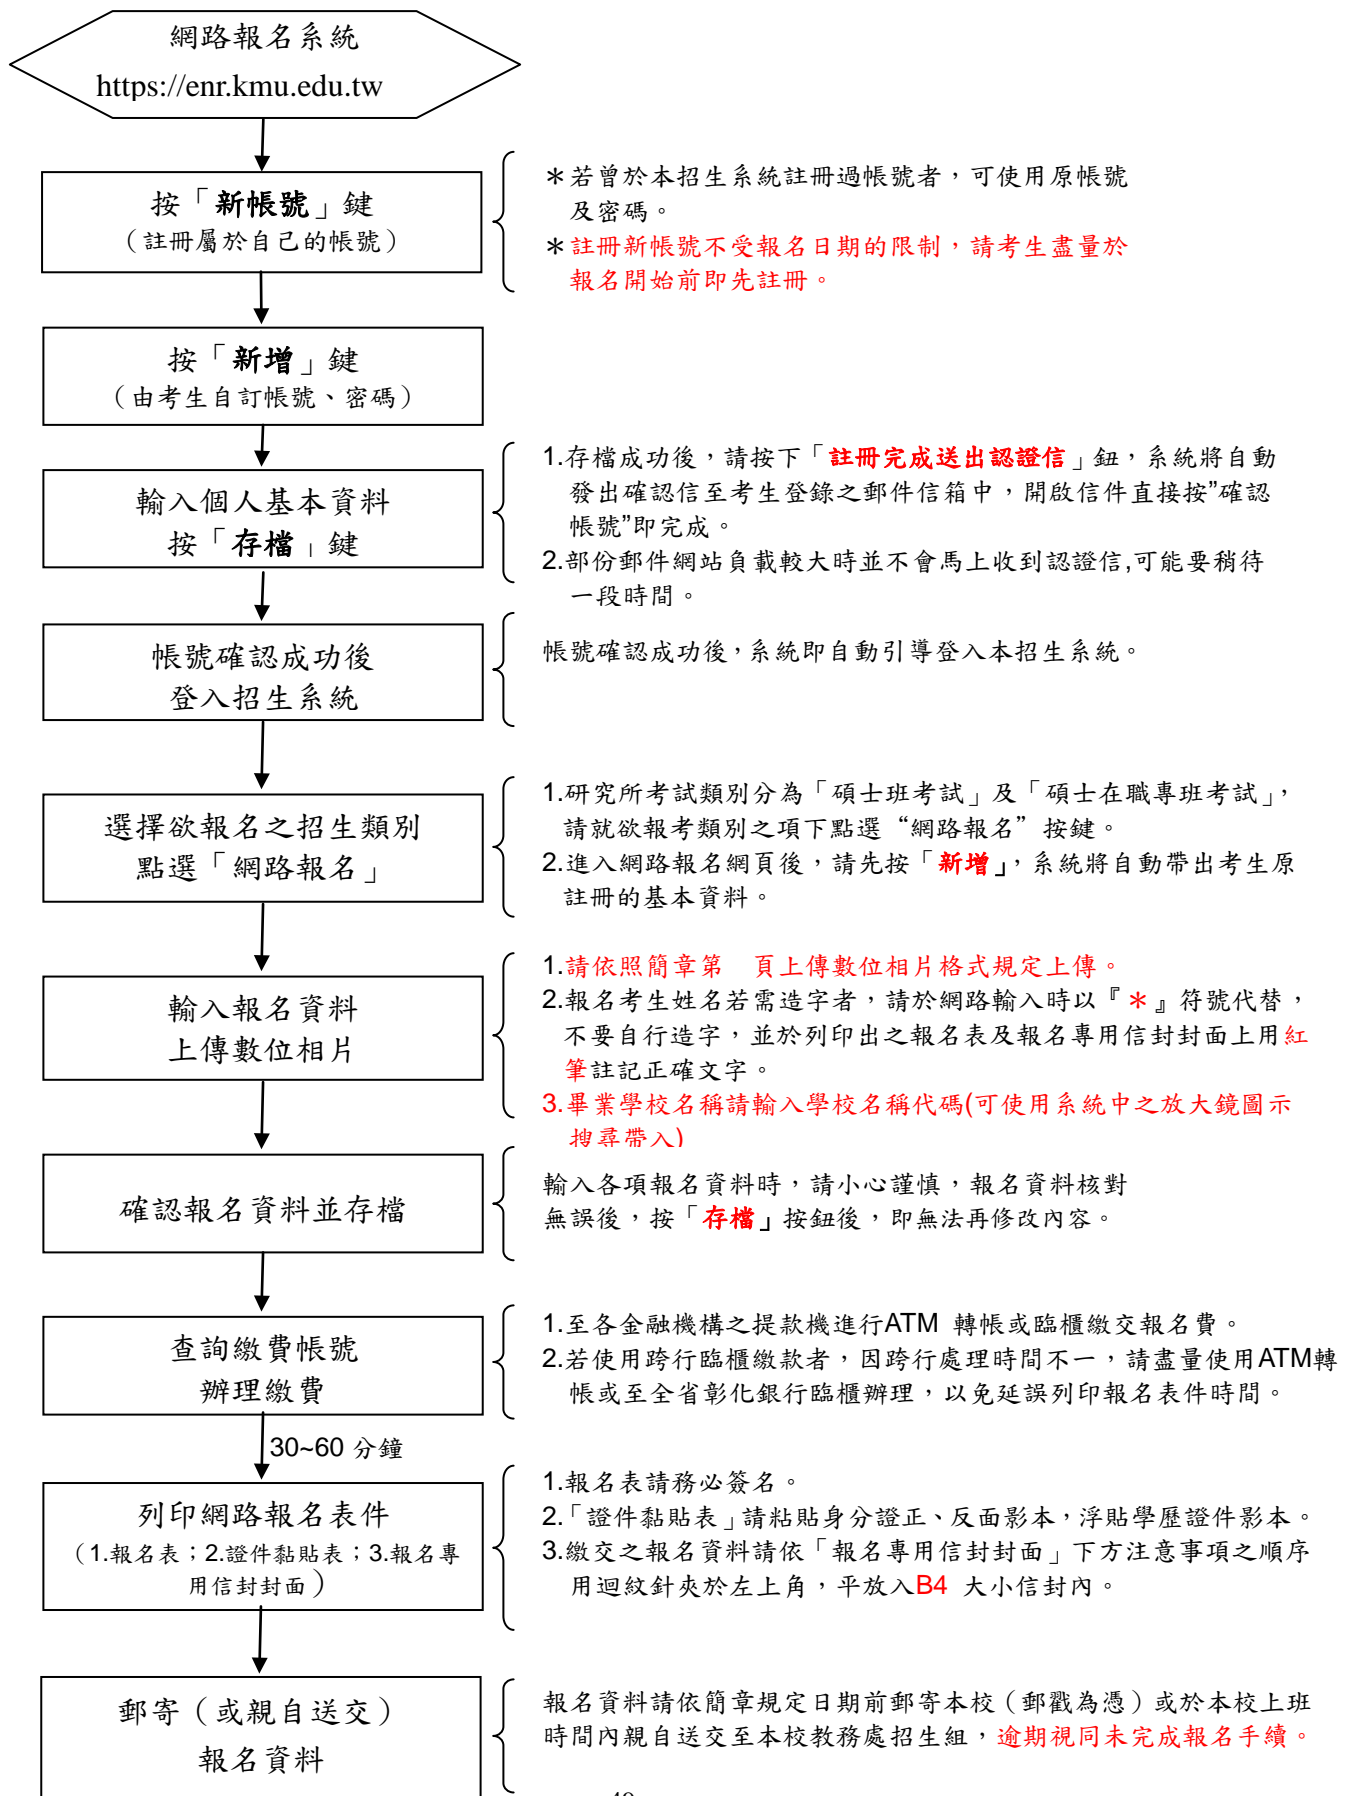 網路報名系統
https://enr.kmu.edu.tw
按「新帳號」鍵
（註冊屬於自己的帳號）
＊若曾於本招生系統註冊過帳號者，可使用原帳號
及密碼。
＊註冊新帳號不受報名日期的限制，請考生盡量於
報名開始前即先註冊。
按「新增」鍵
（由考生自訂帳號、密碼）
輸入個人基本資料
按「存檔」鍵
1.存檔成功後，請按下「註冊完成送出認證信」鈕，系統將自動
發出確認信至考生登錄之郵件信箱中，開啟信件直接按”確認
帳號”即完成。
2.部份郵件網站負載較大時並不會馬上收到認證信,可能要稍待
一段時間。
帳號確認成功後
登入招生系統
帳號確認成功後，系統即自動引導登入本招生系統。
選擇欲報名之招生類別
點選「網路報名」
1.研究所考試類別分為「碩士班考試」及「碩士在職專班考試」，
請就欲報考類別之項下點選“網路報名”按鍵。
2.進入網路報名網頁後，請先按「新增」，系統將自動帶出考生原
註冊的基本資料。
輸入報名資料
上傳數位相片
1.請依照簡章第　頁上傳數位相片格式規定上傳。
2.報名考生姓名若需造字者，請於網路輸入時以『＊』符號代替，
不要自行造字，並於列印出之報名表及報名專用信封封面上用紅
筆註記正確文字。
3.畢業學校名稱請輸入學校名稱代碼(可使用系統中之放大鏡圖示
搜尋帶入)
確認報名資料並存檔
輸入各項報名資料時，請小心謹慎，報名資料核對
無誤後，按「存檔」按鈕後，即無法再修改內容。
查詢繳費帳號
辦理繳費
1.至各金融機構之提款機進行ATM 轉帳或臨櫃繳交報名費。
2.若使用跨行臨櫃繳款者，因跨行處理時間不一，請盡量使用ATM轉
帳或至全省彰化銀行臨櫃辦理，以免延誤列印報名表件時間。
30~60 分鐘
列印網路報名表件
（1.報名表；2.證件黏貼表；3.報名專
用信封封面）
1.報名表請務必簽名。
2.「證件黏貼表」請粘貼身分證正、反面影本，浮貼學歷證件影本。
3.繳交之報名資料請依「報名專用信封封面」下方注意事項之順序
用迴紋針夾於左上角，平放入B4 大小信封內。
郵寄（或親自送交）
報名資料
報名資料請依簡章規定日期前郵寄本校（郵戳為憑）或於本校上班
時間內親自送交至本校教務處招生組，逾期視同未完成報名手續。